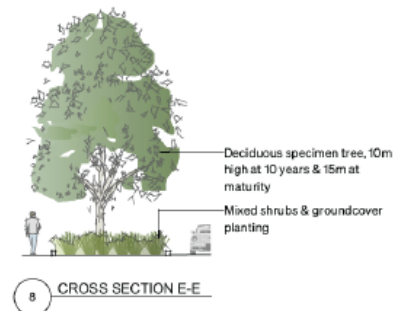 Deciduous specimen tree, 10m
high at 10 years & 15m at
maturity
Mixed shrubs & groundcover
planting
8 CROSS SECTION E-E